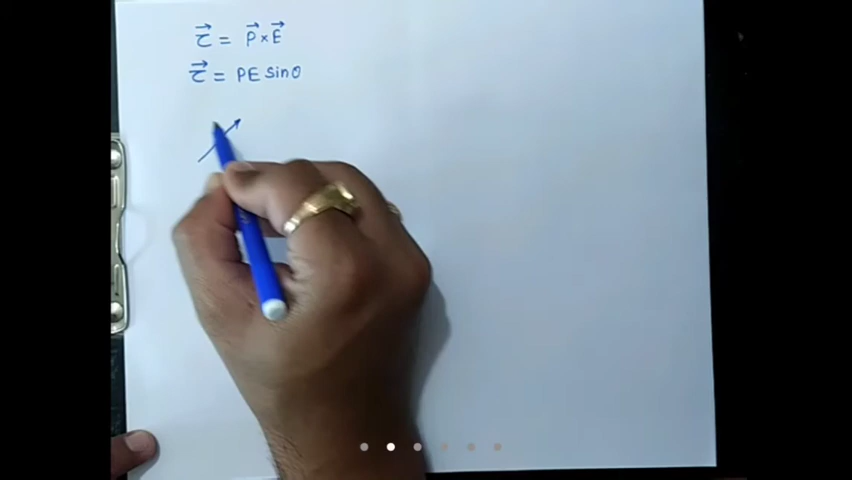 τ⃗ = P⃗ × E⃗
τ⃗ = PE sinθ